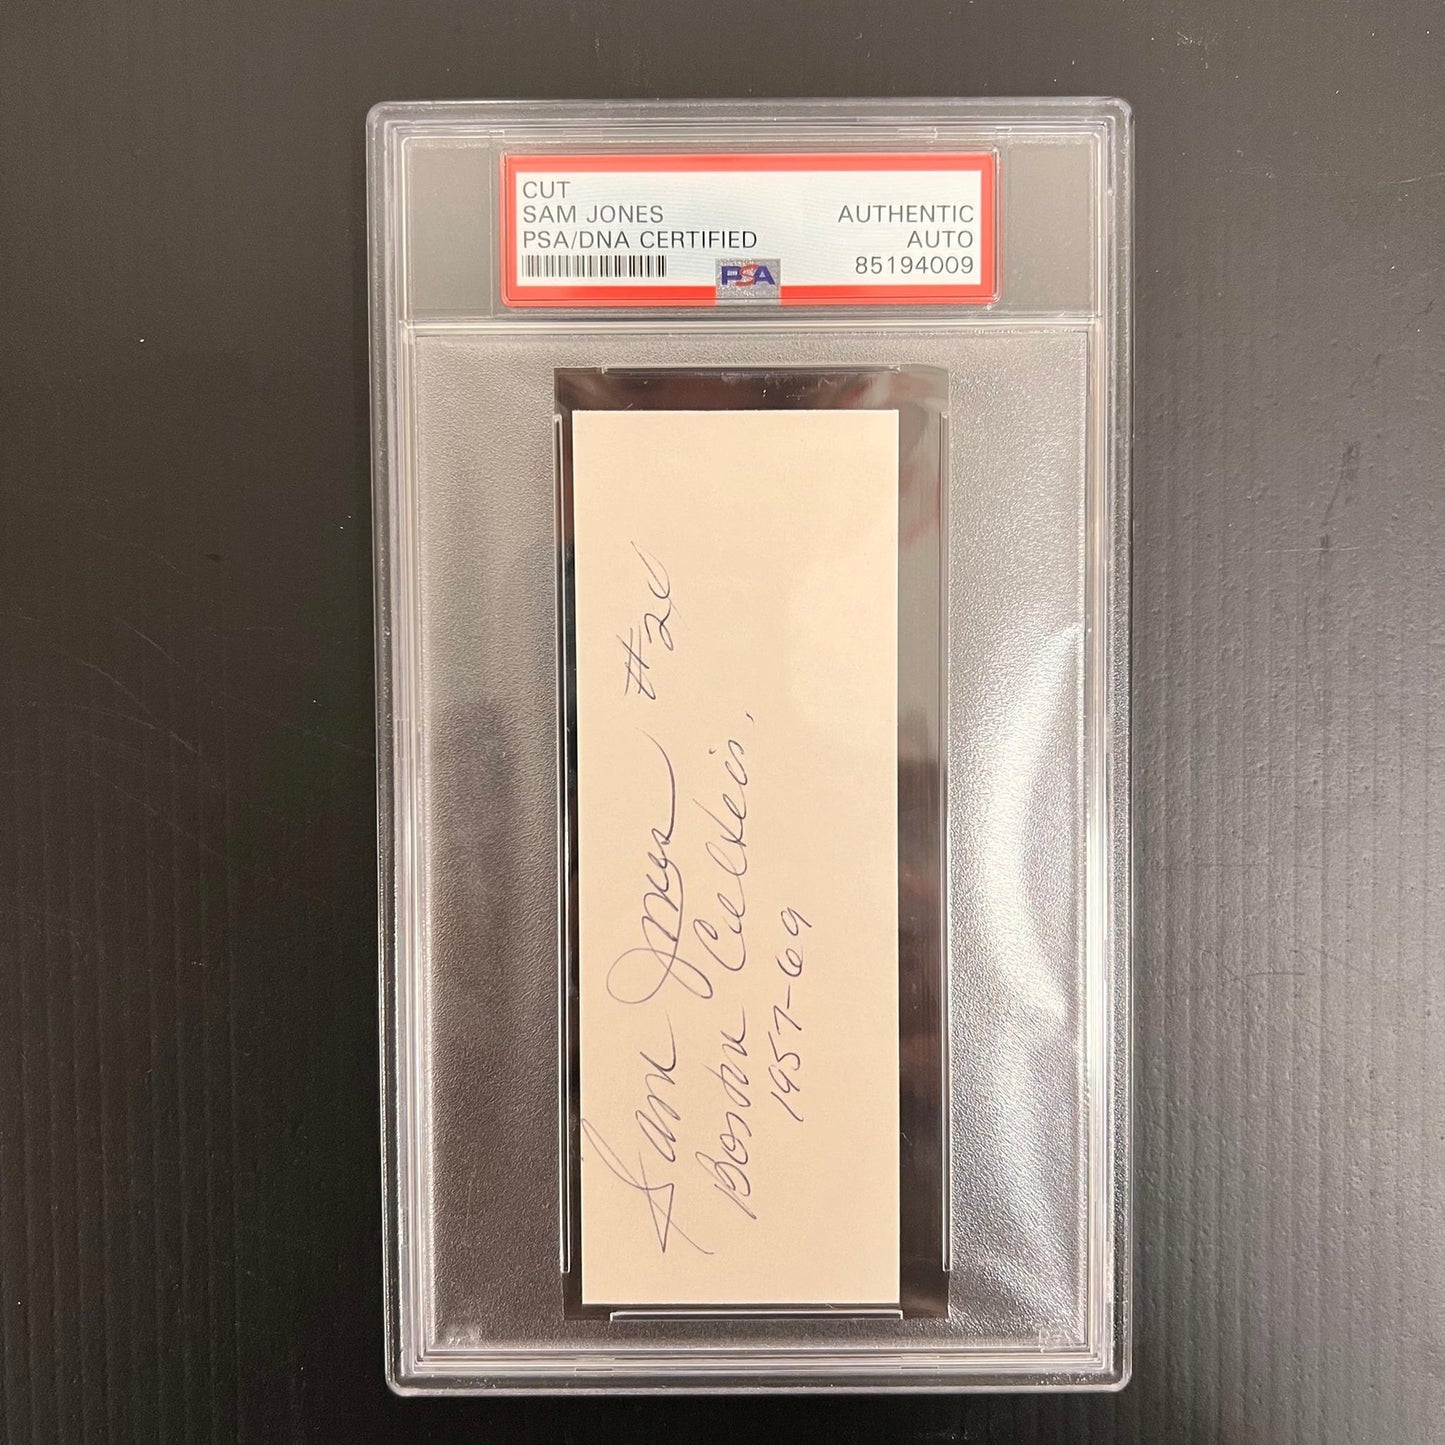 CUT
SAM JONES
PSA/DNA CERTIFIED
AUTHENTIC
AUTO
85194009
PSA
Sam Jones #24
Boston Celtics.
1957-69